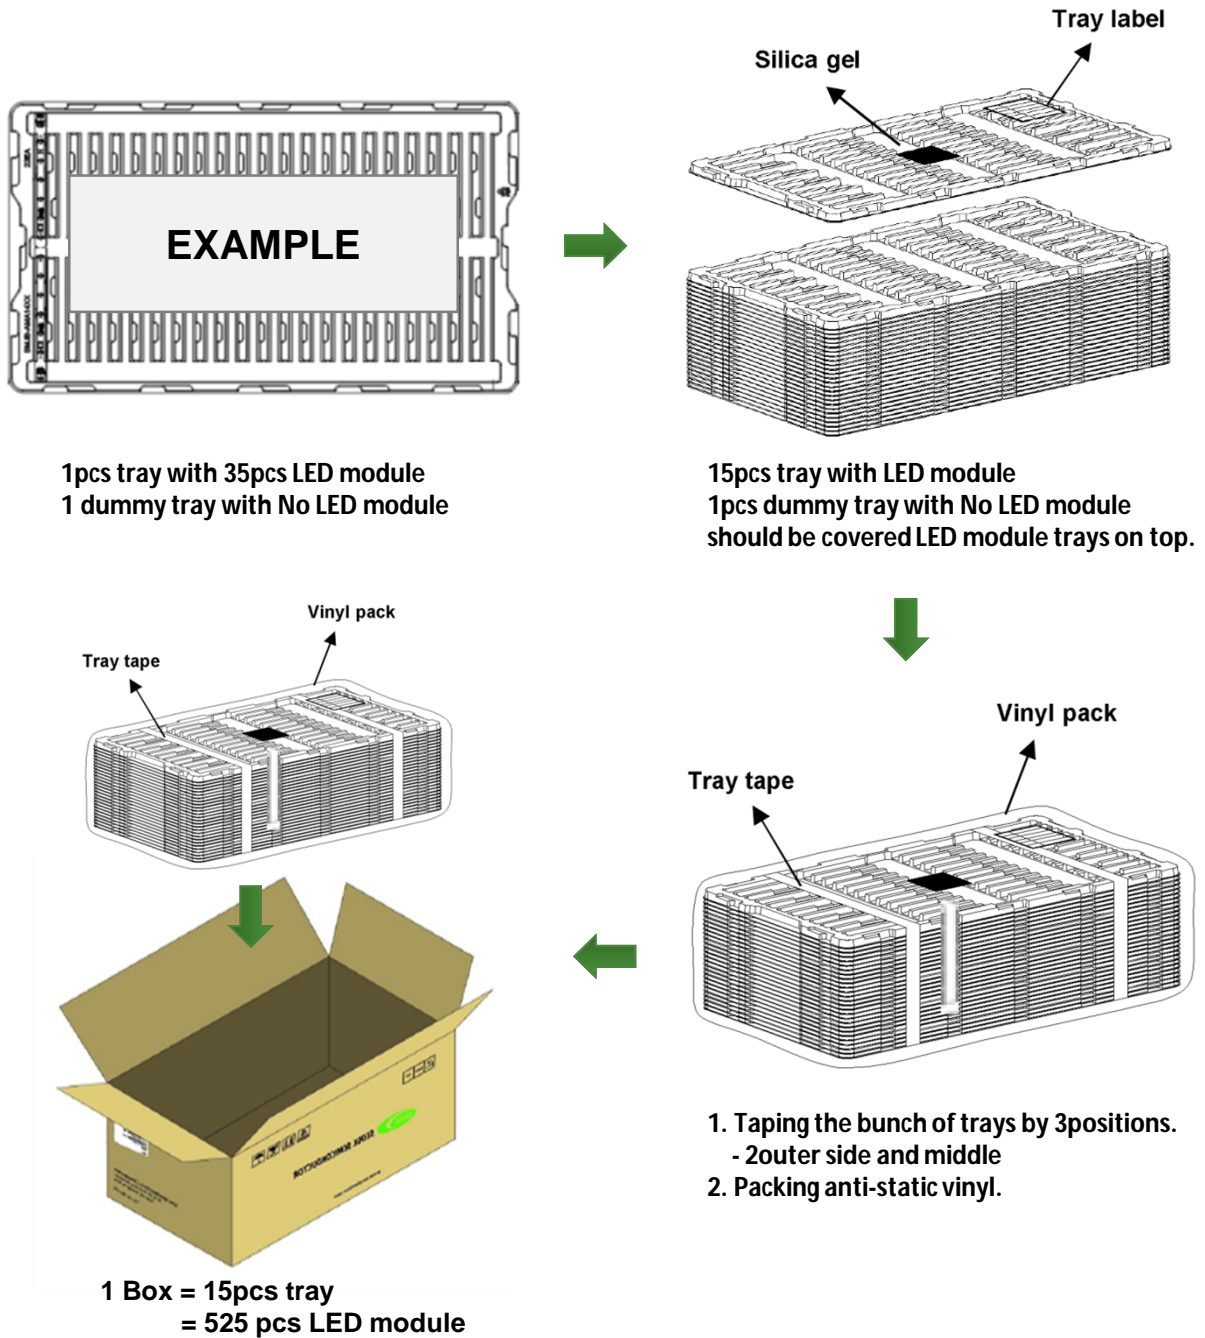 Tray label
Silica gel
EXAMPLE
1pcs tray with 35pcs LED module
1 dummy tray with No LED module
15pcs tray with LED module
1pcs dummy tray with No LED module
should be covered LED module trays on top.
Vinyl pack
Tray tape
Vinyl pack
Tray tape
1. Taping the bunch of trays by 3positions.
- 2outer side and middle
2. Packing anti-static vinyl.
SEOUL SEMICONDUCTOR
1 Box = 15pcs tray
= 525 pcs LED module